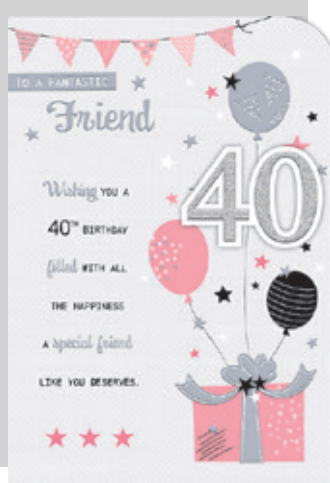 TO A FANTASTIC
Friend
40
Wishing YOU A
40TH BIRTHDAY
filled WITH ALL
THE HAPPINESS
A special friend
LIKE YOU DESERVES.